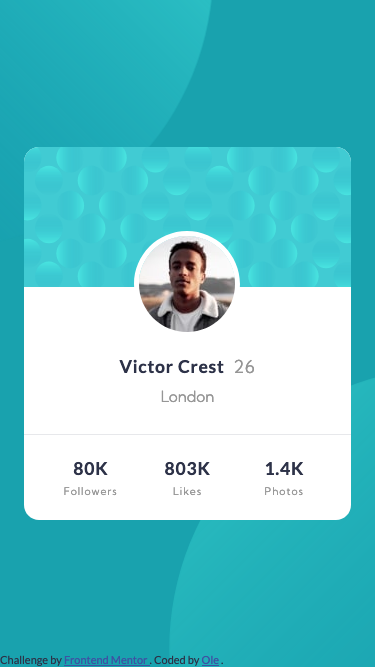 Victor Crest 26
London
80K 803K 1.4K
Followers Likes Photos
Challenge by Frontend Mentor . Coded by Ole .